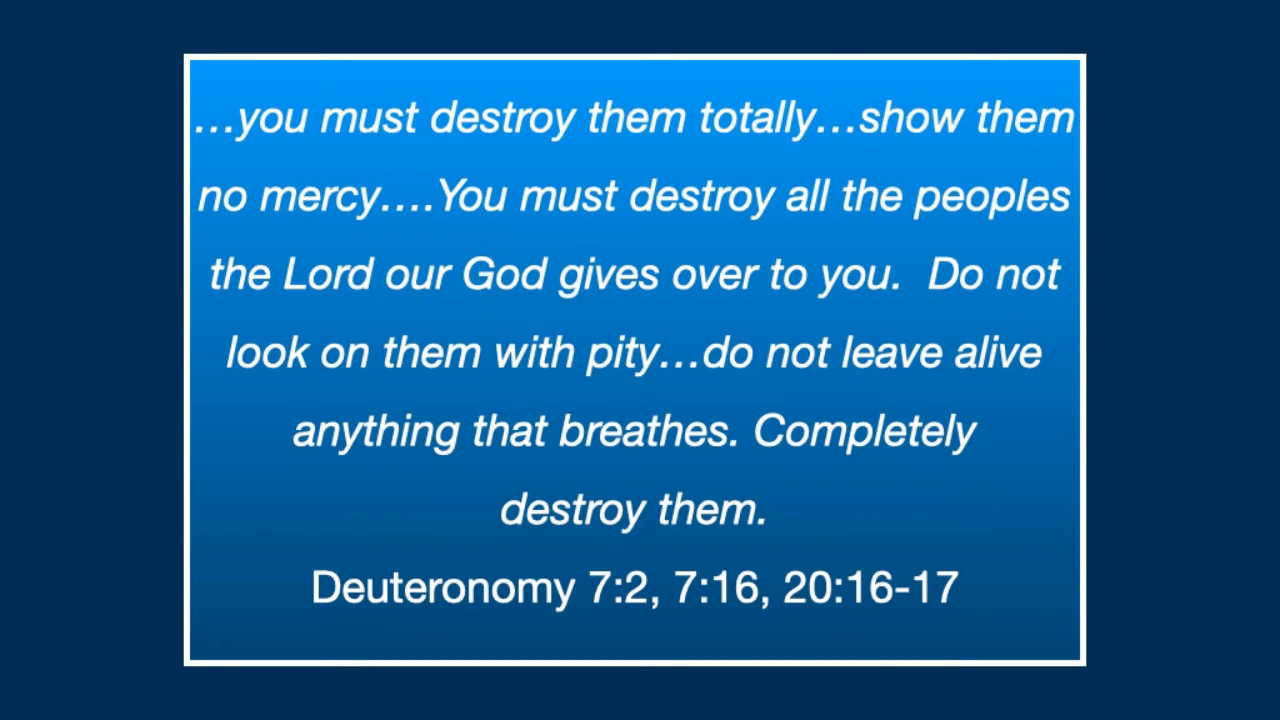 …you must destroy them totally…show them
no mercy….You must destroy all the peoples
the Lord our God gives over to you.  Do not
look on them with pity…do not leave alive
anything that breathes. Completely
destroy them.
Deuteronomy 7:2, 7:16, 20:16-17